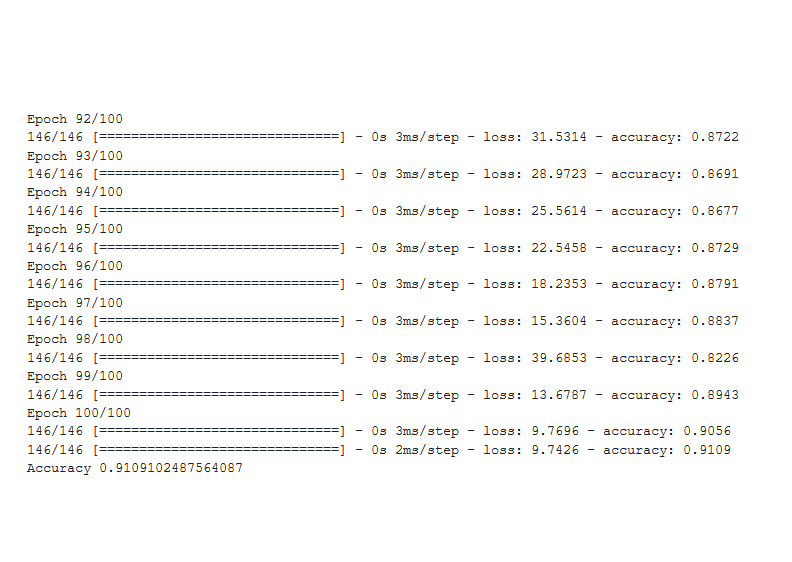 Epoch 92/100
146/146 [==============================] - 0s 3ms/step - loss: 31.5314 - accuracy: 0.8722
Epoch 93/100
146/146 [==============================] - 0s 3ms/step - loss: 28.9723 - accuracy: 0.8691
Epoch 94/100
146/146 [==============================] - 0s 3ms/step - loss: 25.5614 - accuracy: 0.8677
Epoch 95/100
146/146 [==============================] - 0s 3ms/step - loss: 22.5458 - accuracy: 0.8729
Epoch 96/100
146/146 [==============================] - 0s 3ms/step - loss: 18.2353 - accuracy: 0.8791
Epoch 97/100
146/146 [==============================] - 0s 3ms/step - loss: 15.3604 - accuracy: 0.8837
Epoch 98/100
146/146 [==============================] - 0s 3ms/step - loss: 39.6853 - accuracy: 0.8226
Epoch 99/100
146/146 [==============================] - 0s 3ms/step - loss: 13.6787 - accuracy: 0.8943
Epoch 100/100
146/146 [==============================] - 0s 3ms/step - loss: 9.7696 - accuracy: 0.9056
146/146 [==============================] - 0s 2ms/step - loss: 9.7426 - accuracy: 0.9109
Accuracy 0.9109102487564087